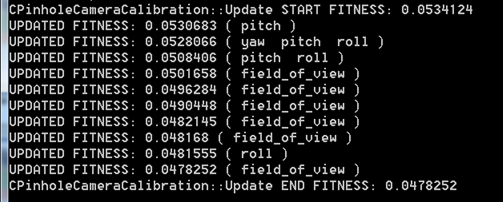 CPinholeCameraCalibration::Update START FITNESS: 0.0534124
UPDATED FITNESS: 0.0530683 ( pitch )
UPDATED FITNESS: 0.0528066 ( yaw  pitch  roll )
UPDATED FITNESS: 0.0508406 ( pitch  roll )
UPDATED FITNESS: 0.0501658 ( field_of_view )
UPDATED FITNESS: 0.0496284 ( field_of_view )
UPDATED FITNESS: 0.0490448 ( field_of_view )
UPDATED FITNESS: 0.0482145 ( field_of_view )
UPDATED FITNESS: 0.048168 ( field_of_view )
UPDATED FITNESS: 0.0481555 ( roll )
UPDATED FITNESS: 0.0478252 ( field_of_view )
CPinholeCameraCalibration::Update END FITNESS: 0.0478252